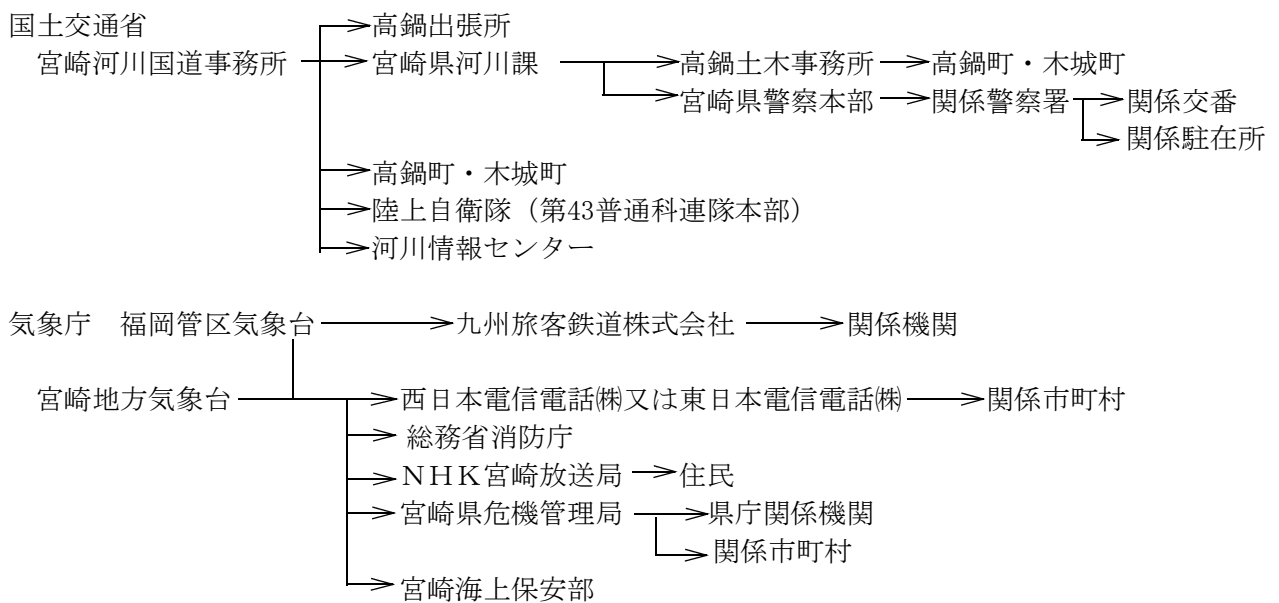 国土交通省 高鍋出張所
宮崎河川国道事務所 宮崎県河川課 高鍋土木事務所 高鍋町・木城町
宮崎県警察本部 関係警察署 関係交番
関係駐在所
高鍋町・木城町
陸上自衛隊（第43普通科連隊本部）
河川情報センター
気象庁 福岡管区気象台 九州旅客鉄道株式会社 関係機関
宮崎地方気象台 西日本電信電話㈱又は東日本電信電話㈱ 関係市町村
総務省消防庁
ＮＨＫ宮崎放送局 住民
宮崎県危機管理局 県庁関係機関
関係市町村
宮崎海上保安部